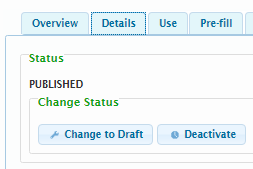 Overview Details Use Pre-fill
Status
PUBLISHED
Change Status
Change to Draft Deactivate